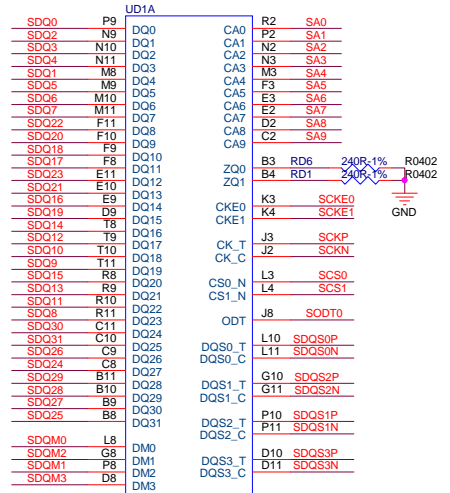 UD1A
SDQ0 P9 DQ0 CA0 R2 SA0
SDQ2 N9 DQ1 CA1 P2 SA1
SDQ3 N10 DQ2 CA2 N2 SA2
SDQ4 N11 DQ3 CA3 N3 SA3
SDQ1 M8 DQ4 CA4 M3 SA4
SDQ5 M9 DQ5 CA5 F3 SA5
SDQ6 M10 DQ6 CA6 E3 SA6
SDQ7 M11 DQ7 CA7 E2 SA7
SDQ22 F11 DQ8 CA8 D2 SA8
SDQ20 F10 DQ9 CA9 C2 SA9
SDQ18 F9 DQ10
SDQ17 F8 DQ11 ZQ0 B3 RD6 240R-1% R0402
SDQ23 E11 DQ12 ZQ1 B4 RD1 240R-1% R0402
SDQ21 E10 DQ13
SDQ16 E9 DQ14 CKE0 K3 SCKE0
SDQ19 D9 DQ15 CKE1 K4 SCKE1
GND
SDQ14 T8 DQ16
SDQ12 T9 DQ17 CK_T J3 SCKP
SDQ10 T10 DQ18 CK_C J2 SCKN
SDQ9 T11 DQ19
SDQ15 R8 DQ20 CS0_N L3 SCS0
SDQ13 R9 DQ21 CS1_N L4 SCS1
SDQ11 R10 DQ22
SDQ8 R11 DQ23 ODT J8 SODT0
SDQ30 C11 DQ24
SDQ31 C10 DQ25 DQS0_T L10 SDQS0P
SDQ26 C9 DQ26 DQS0_C L11 SDQS0N
SDQ24 C8 DQ27
SDQ29 B11 DQ28 DQS1_T G10 SDQS2P
SDQ28 B10 DQ29 DQS1_C G11 SDQS2N
SDQ27 B9 DQ30
SDQ25 B8 DQ31 DQS2_T P10 SDQS1P
DQS2_C P11 SDQS1N
SDQM0 L8 DM0
SDQM2 G8 DM1 DQS3_T D10 SDQS3P
SDQM1 P8 DM2 DQS3_C D11 SDQS3N
SDQM3 D8 DM3